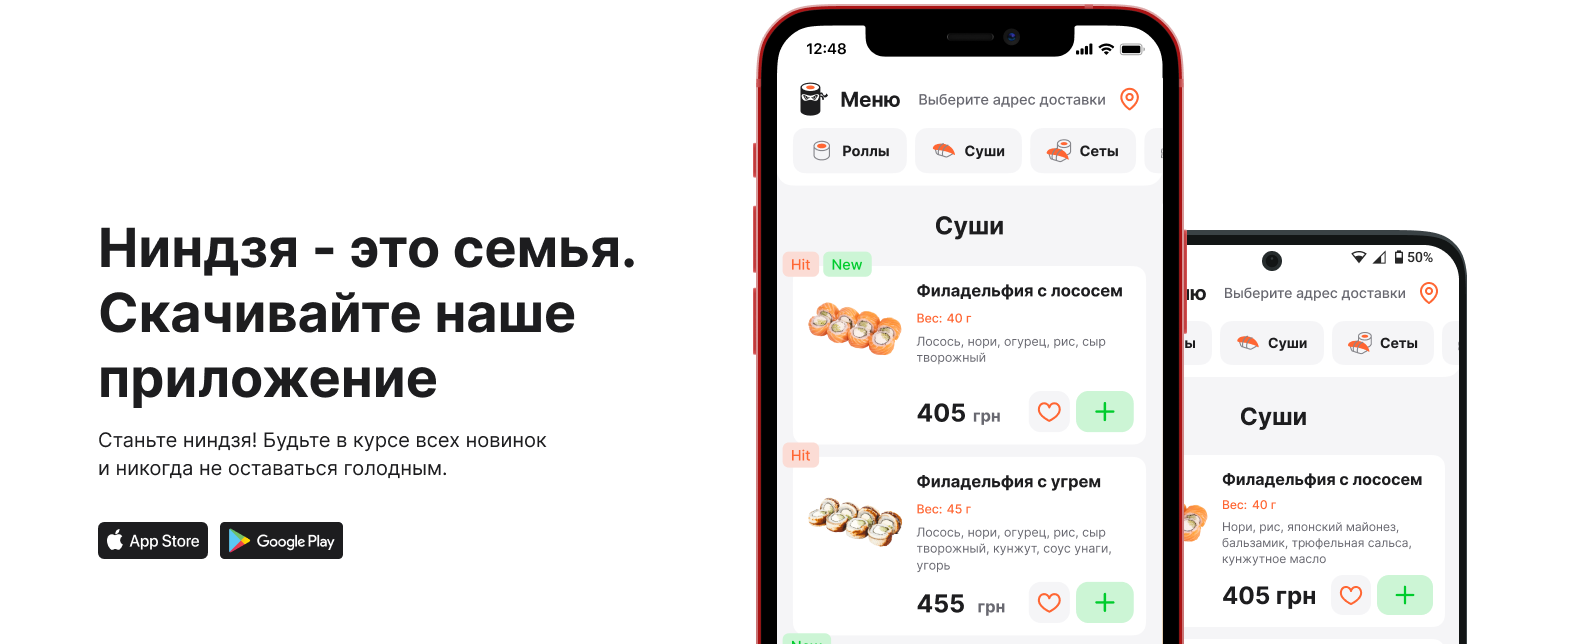 Ниндзя - это семья.
Скачивайте наше
приложение
Станьте ниндзя! Будьте в курсе всех новинок
и никогда не оставаться голодным.
App Store
Google Play
12:48
Меню
Выберите адрес доставки
Роллы
Суши
Сеты
Суши
Hit
New
Филадельфия с лососем
Вес: 40 г
Лосось, нори, огурец, рис, сыр
творожный
405 грн
Hit
Филадельфия с угрем
Вес: 45 г
Лосось, нори, огурец, рис, сыр
творожный, кунжут, соус унаги,
угорь
455 грн
50%
ню
Выберите адрес доставки
ы
Суши
Сеты
Суши
Филадельфия с лососем
Вес: 40 г
Нори, рис, японский майонез,
бальзамик, трюфельная сальса,
кунжутное масло
405 грн